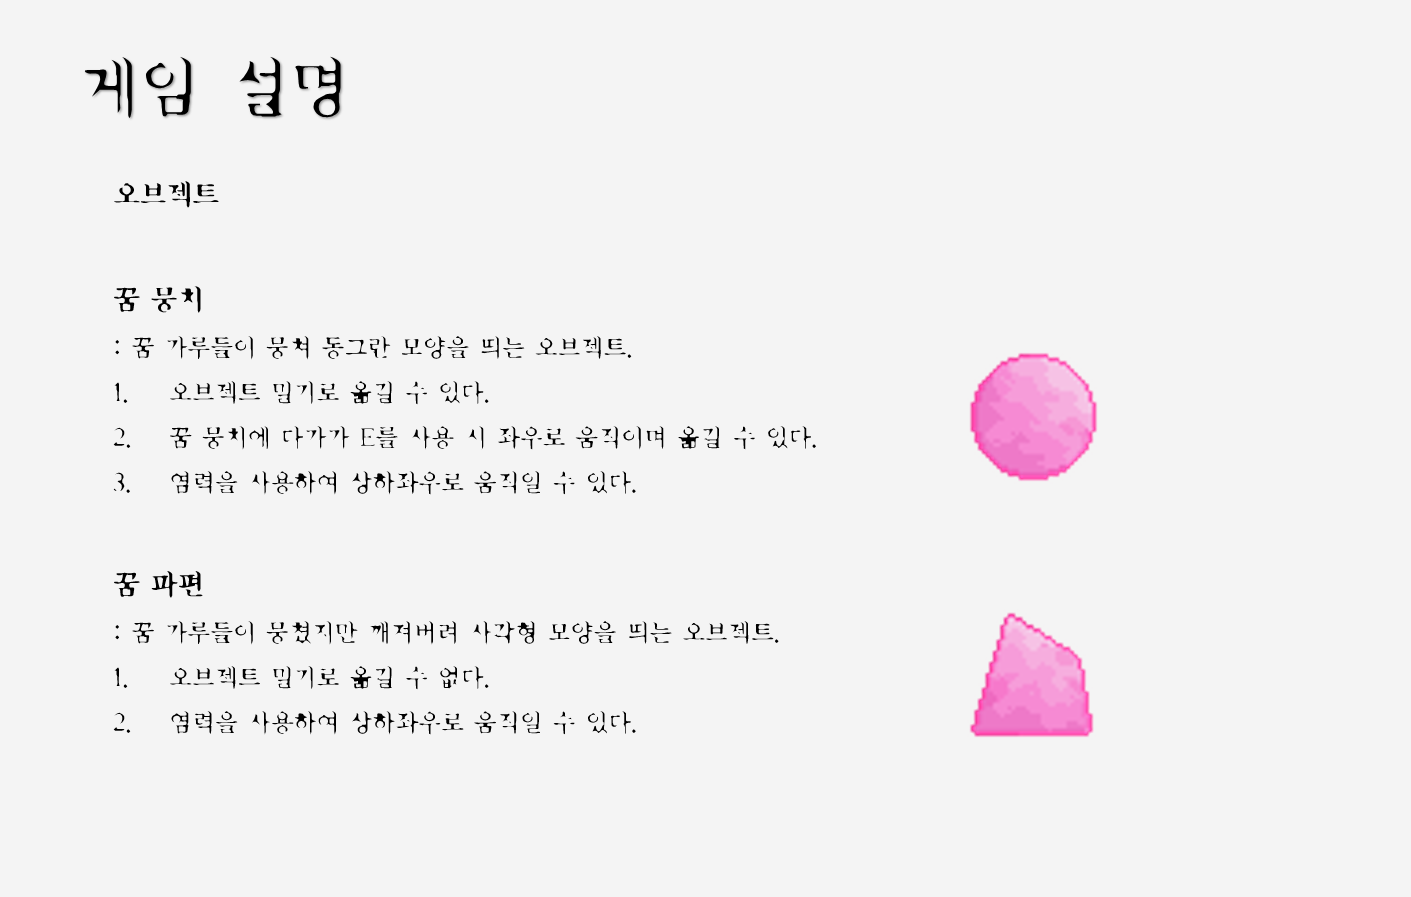 게임 설명
오브젝트
꿈 뭉치
: 꿈 가루들이 뭉쳐 동그란 모양을 띄는 오브젝트.
1. 오브젝트 밀기로 옮길 수 있다.
2. 꿈 뭉치에 다가가 E를 사용 시 좌우로 움직이며 옮길 수 있다.
3. 염력을 사용하여 상하좌우로 움직일 수 있다.
꿈 파편
: 꿈 가루들이 뭉쳤지만 깨져버려 사각형 모양을 띄는 오브젝트.
1. 오브젝트 밀기로 옮길 수 없다.
2. 염력을 사용하여 상하좌우로 움직일 수 있다.